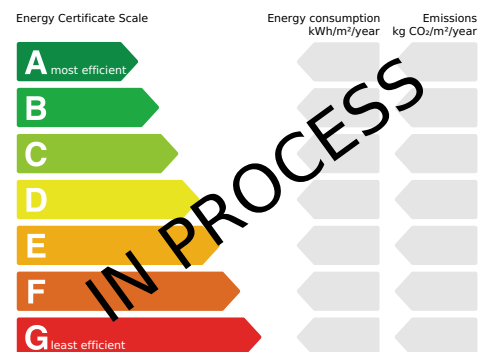 Energy Certificate Scale
Energy consumption
kWh/m²/year
Emissions
kg CO₂/m²/year
A most efficient
B
C
D
E
F
G least efficient
IN PROCESS